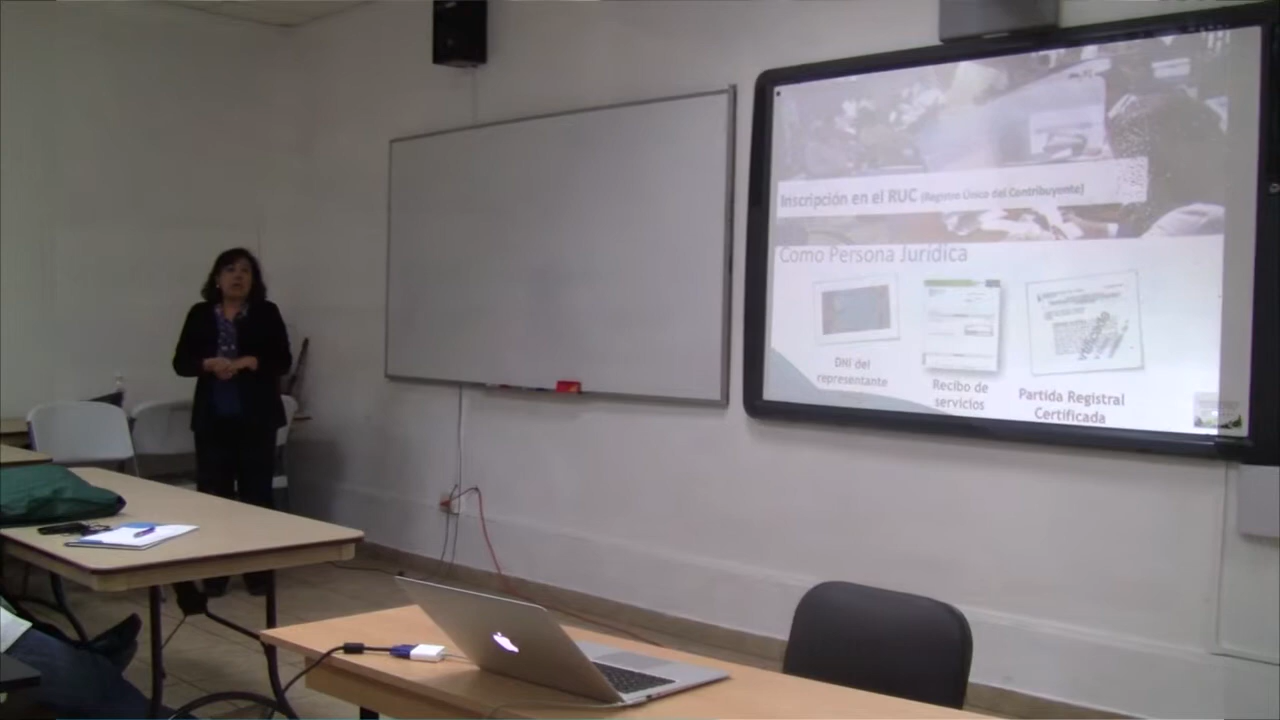 Inscripción en el RUC (Registro Único del Contribuyente)
Como Persona Jurídica
DNI del
representante
Recibo de
servicios
Partida Registral
Certificada